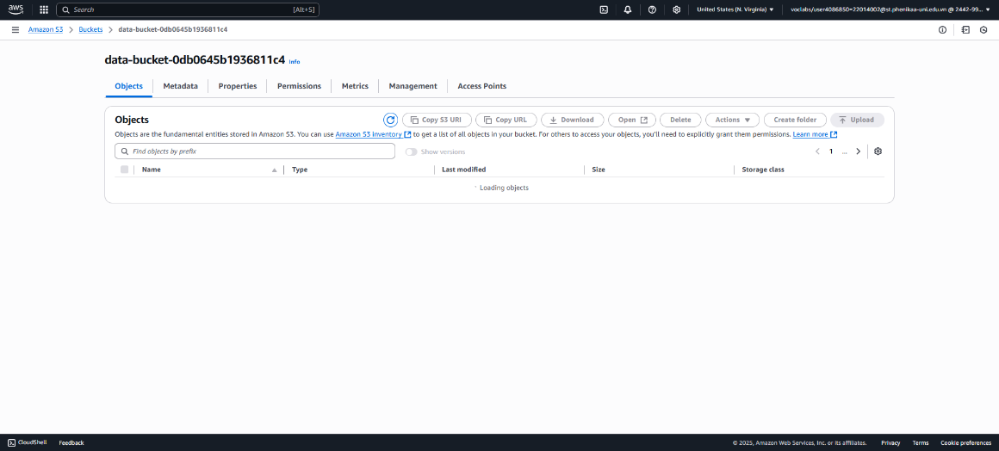 aws
Search [Alt+S] United States (N. Virginia) voclabs/user4086850=22014002@st.phenikaa-uni.edu.vn @ 2442-99...
Amazon S3 Buckets data-bucket-0db0645b1936811c4
data-bucket-0db0645b1936811c4 Info
Objects Metadata Properties Permissions Metrics Management Access Points
Objects Copy S3 URI Copy URL Download Open Delete Actions Create folder Upload
Objects are the fundamental entities stored in Amazon S3. You can use Amazon S3 inventory to get a list of all objects in your bucket. For others to access your objects, you'll need to explicitly grant them permissions. Learn more
Find objects by prefix Show versions 1 ...
Name Type Last modified Size Storage class
Loading objects
CloudShell Feedback © 2025, Amazon Web Services, Inc. or its affiliates. Privacy Terms Cookie preferences